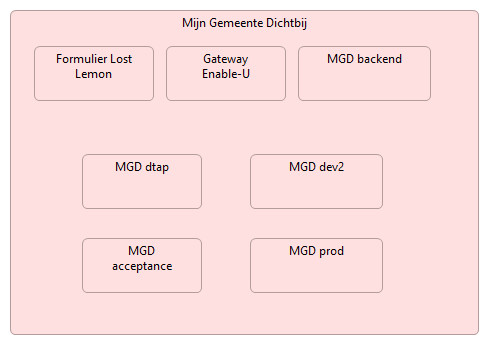 Mijn Gemeente Dichtbij
Formulier Lost
Lemon
Gateway
Enable-U
MGD backend
MGD dtap
MGD dev2
MGD
acceptance
MGD prod